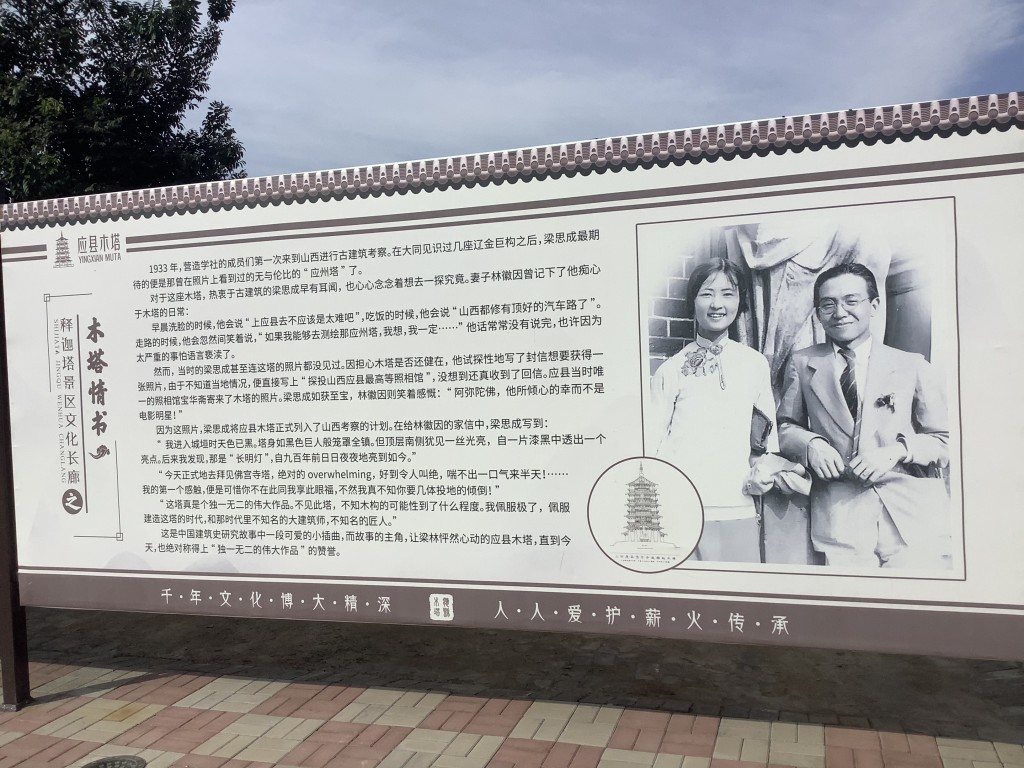 应县木塔
YINGXIAN MUTA
木塔情书
释迦塔景区文化长廊之
SHIJIATA JINGQU WENHUA CHANGLANG
1933年,营造学社的成员们第一次来到山西进行古建筑考察。在大同见识过几座辽金巨构之后,梁思成最期
待的便是那曾在照片上看到过的无与伦比的“应州塔”了。
对于这座木塔,热衷于古建筑的梁思成早有耳闻,也心心念念着想去一探究竟。妻子林徽因曾记下了他痴心
于木塔的日常:
早晨洗脸的时候,他会说“上应县去不应该是太难吧”,吃饭的时候,他会说“山西都修有顶好的汽车路了”。
走路的时候,他会忽然间笑着说,“如果我能够去测绘那应州塔,我想,我一定……”他话常常没有说完,也许因为
太严重的事怕语言亵渎了。
然而,当时的梁思成甚至连这塔的照片都没见过。因担心木塔是否还健在,他试探性地写了封信想要获得一
张照片,由于不知道当地情况,便直接写上“探投山西应县最高等照相馆”,没想到还真收到了回信。应县当时唯
一的照相馆宝华斋寄来了木塔的照片。梁思成如获至宝,林徽因则笑着感慨:“阿弥陀佛,他所倾心的幸而不是
电影明星!”
因为这照片,梁思成将应县木塔正式列入了山西考察的计划。在给林徽因的家信中,梁思成写到:
“我进入城垣时天色已黑。塔身如黑色巨人般笼罩全镇。但顶层南侧犹见一丝光亮,自一片漆黑中透出一个
亮点。后来我发现,那是“长明灯”,自九百年前日日夜夜地亮到如今。”
“今天正式地去拜见佛宫寺塔,绝对的overwhelming,好到令人叫绝,喘不出一口气来半天!……
我的第一个感触,便是可惜你不在此同我享此眼福,不然我真不知你要几体投地的倾倒!”
“这塔真是个独一无二的伟大作品。不见此塔,不知木构的可能性到了什么程度。我佩服极了,佩服
建造这塔的时代,和那时代里不知名的大建筑师,不知名的匠人。”
这是中国建筑史研究故事中一段可爱的小插曲,而故事的主角,让梁林怦然心动的应县木塔,直到今
天,也绝对称得上“独一无二的伟大作品”的赞誉。
千·年·文·化·博·大·精·深
人·人·爱·护·薪·火·传·承